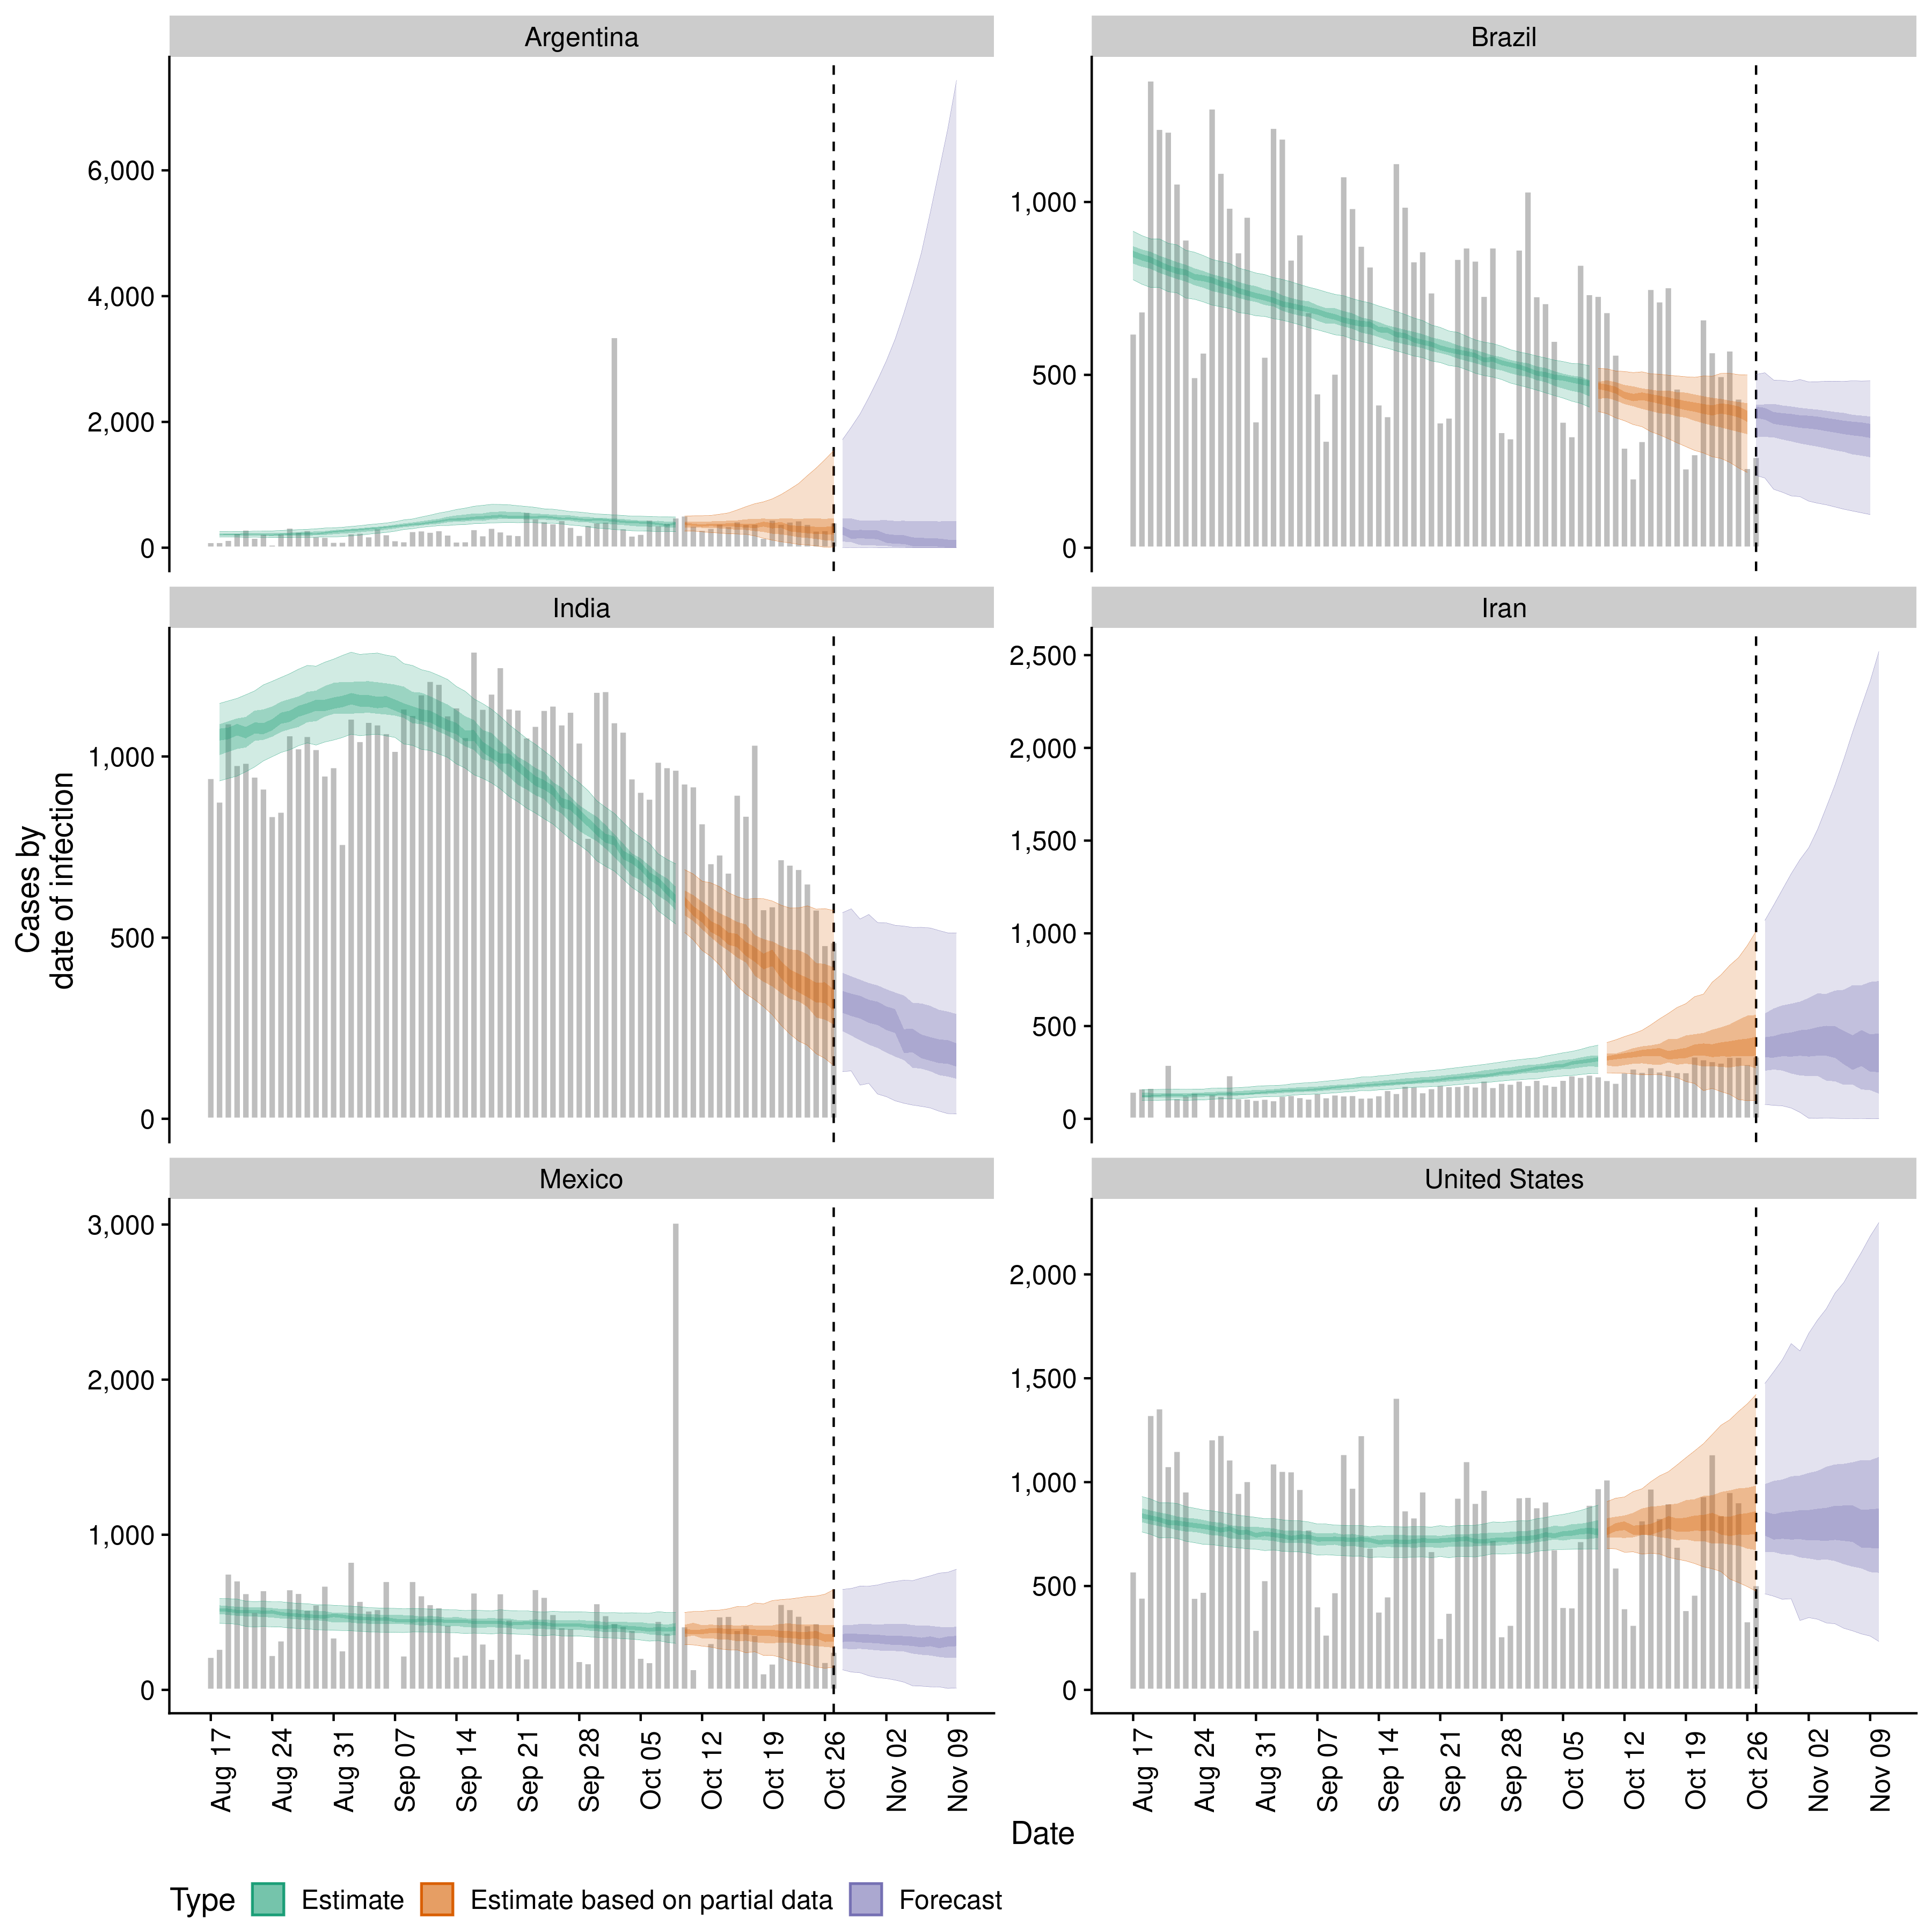 Argentina
Brazil
6,000
4,000
2,000
0
1,000
500
0
India
Iran
1,000
500
0
2,500
2,000
1,500
1,000
500
0
Cases by
date of infection
Mexico
United States
3,000
2,000
1,000
0
2,000
1,500
1,000
500
0
Aug 17
Aug 24
Aug 31
Sep 07
Sep 14
Sep 21
Sep 28
Oct 05
Oct 12
Oct 19
Oct 26
Nov 02
Nov 09
Aug 17
Aug 24
Aug 31
Sep 07
Sep 14
Sep 21
Sep 28
Oct 05
Oct 12
Oct 19
Oct 26
Nov 02
Nov 09
Date
Type Estimate Estimate based on partial data Forecast